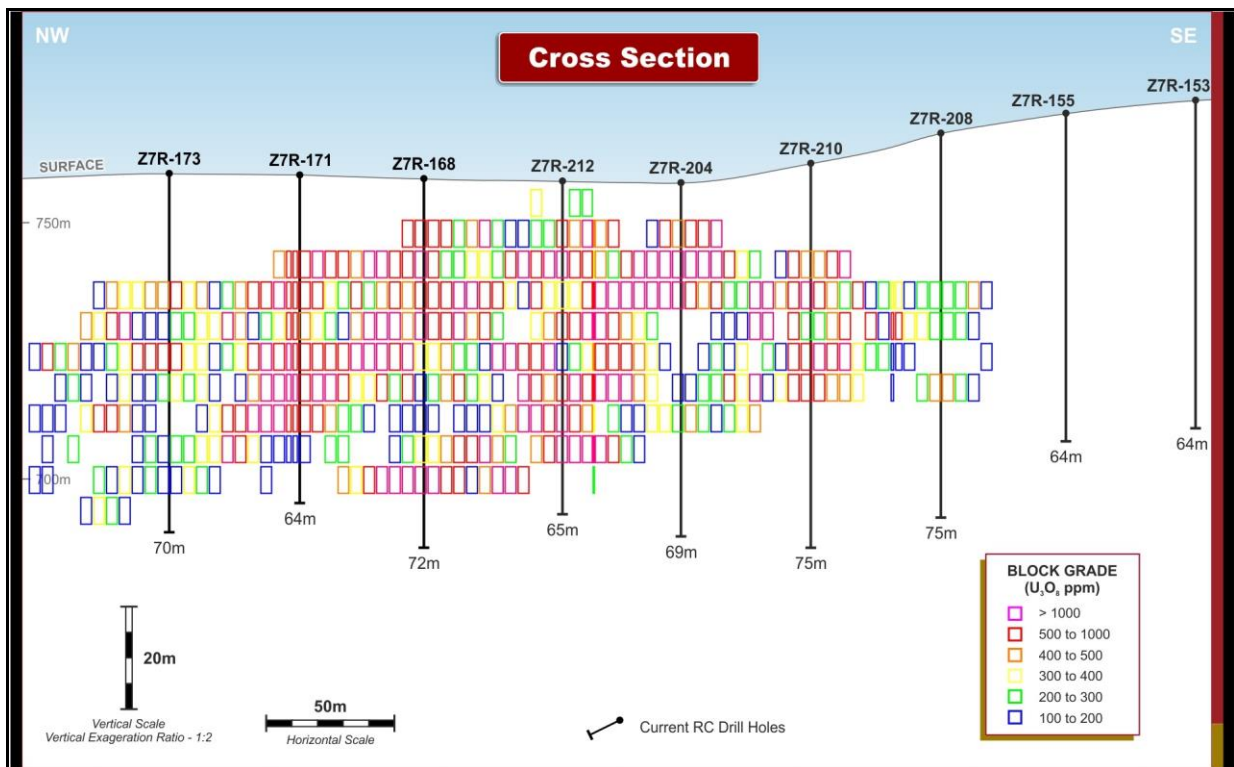 NW
SE
Cross Section
Z7R-153
Z7R-155
Z7R-208
Z7R-210
SURFACE
Z7R-173
Z7R-171
Z7R-168
Z7R-212
Z7R-204
750m
700m
64m
64m
64m
65m
75m
70m
72m
69m
75m
BLOCK GRADE
(U₃O₈ ppm)
> 1000
500 to 1000
400 to 500
300 to 400
200 to 300
100 to 200
20m
50m
Vertical Scale
Vertical Exageration Ratio - 1:2
Horizontal Scale
Current RC Drill Holes